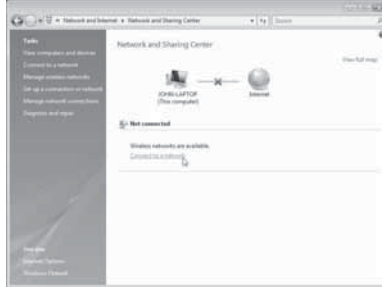 Network and Internet ▸ Network and Sharing Center
Search
Tasks
View computers and devices
Connect to a network
Manage wireless networks
Set up a connection or network
Manage network connections
Diagnose and repair
Network and Sharing Center
View full map
JOHN-LAPTOP
(This computer)
Internet
Not connected
Wireless networks are available.
Connect to a network
See also
Internet Options
Windows Firewall